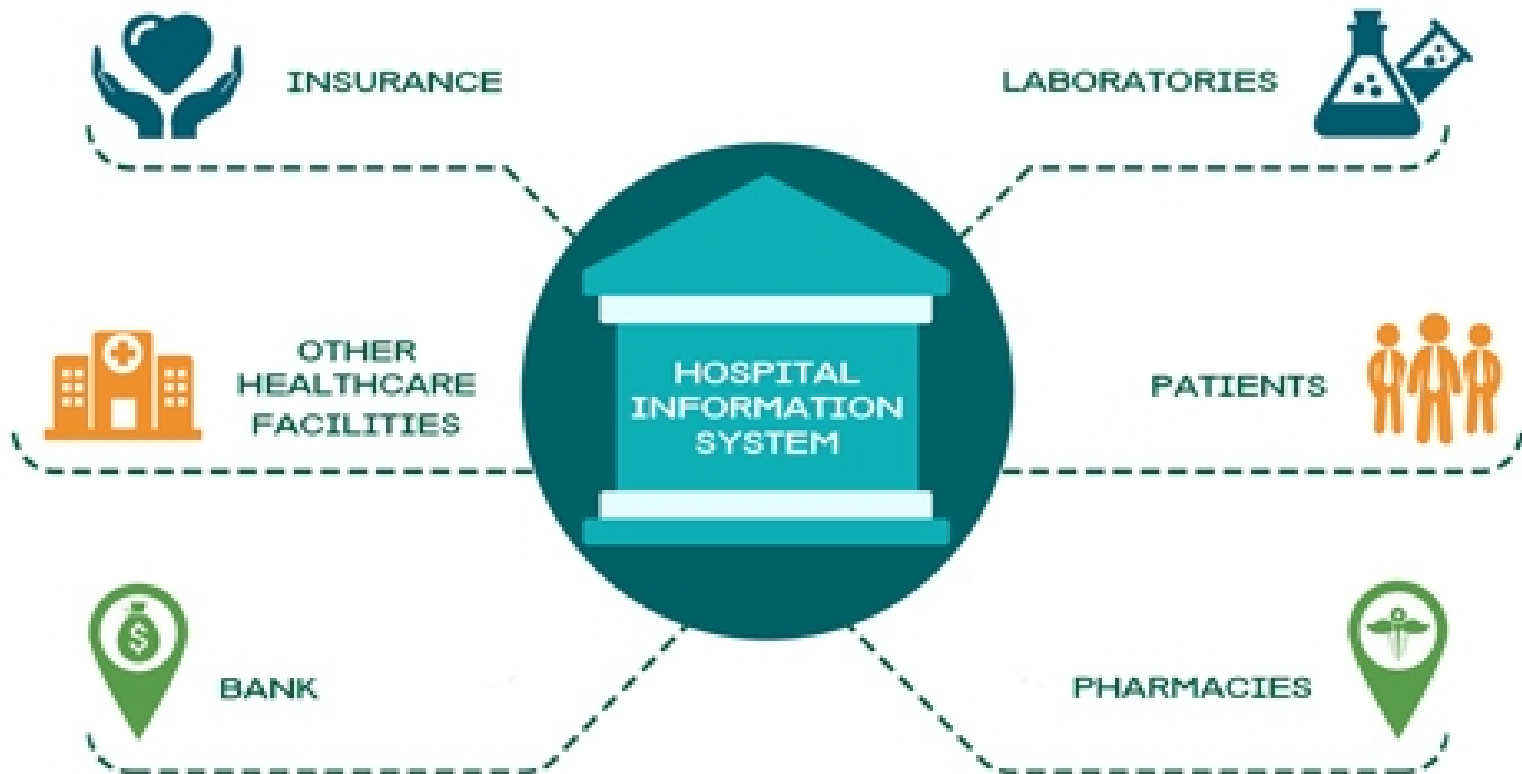 INSURANCE
LABORATORIES
OTHER
HEALTHCARE
FACILITIES
HOSPITAL
INFORMATION
SYSTEM
PATIENTS
$
BANK
PHARMACIES